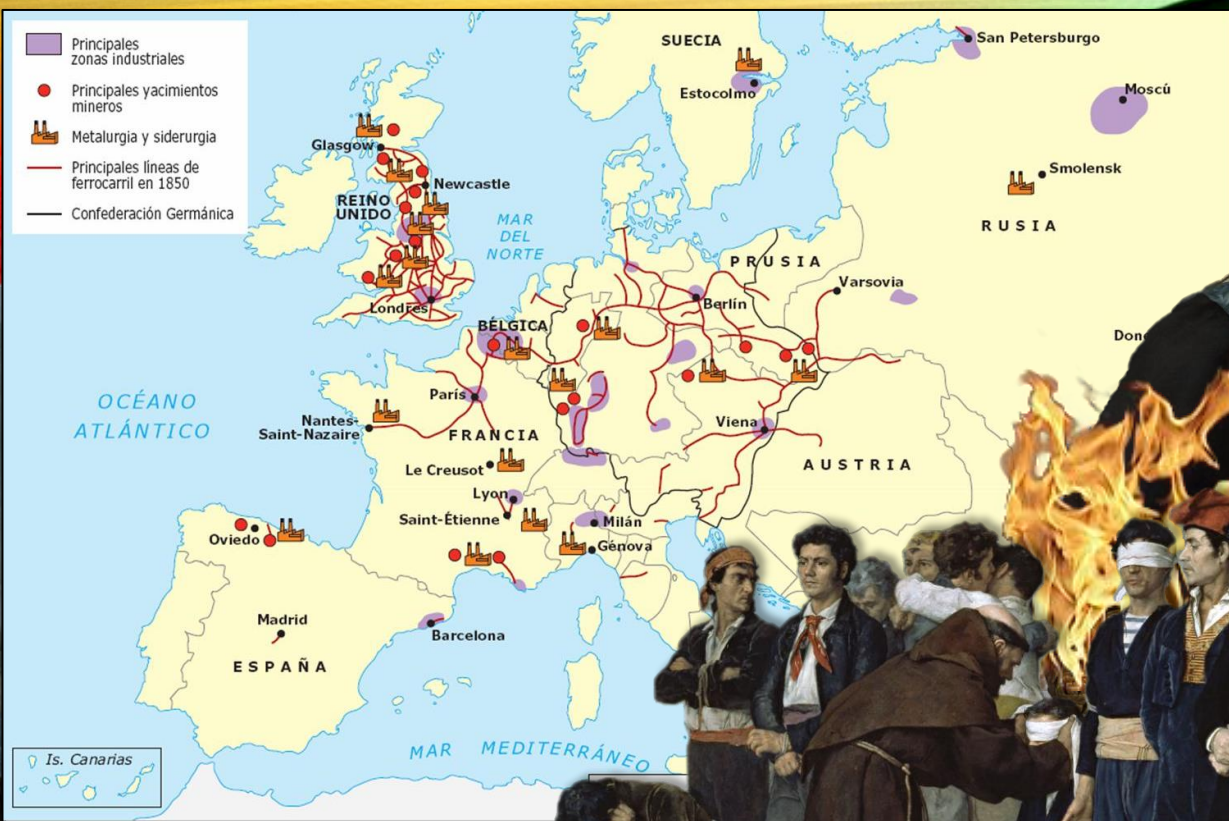 Principales
zonas industriales
Principales yacimientos
mineros
Metalurgia y siderurgia
Principales líneas de
ferrocarril en 1850
Confederación Germánica
SUECIA
Estocolmo
San Petersburgo
Moscú
Smolensk
RUSIA
Glasgow
Newcastle
REINO
UNIDO
MAR
DEL
NORTE
Londres
PRUSIA
Berlín
Varsovia
BÉLGICA
París
OCÉANO
ATLÁNTICO
Nantes-
Saint-Nazaire
FRANCIA
Viena
AUSTRIA
Le Creusot
Lyon
Saint-Étienne
Milán
Génova
Oviedo
Madrid
ESPAÑA
Barcelona
MAR MEDITERRÁNEO
Is. Canarias